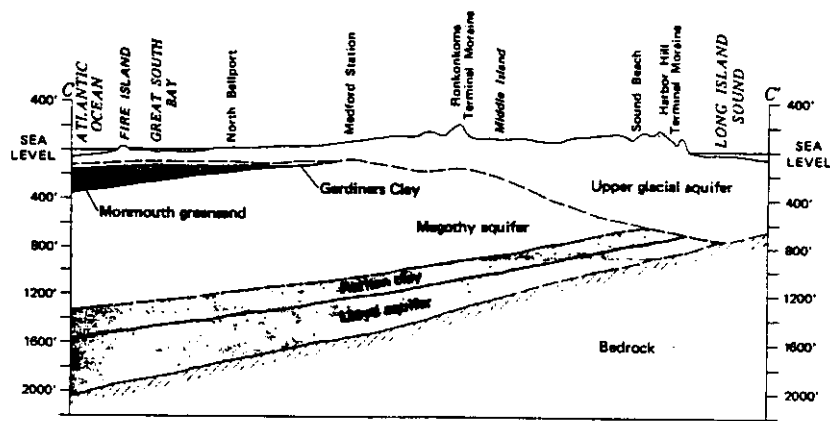 C
ATLANTIC
OCEAN
FIRE ISLAND
GREAT SOUTH
BAY
North Bellport
Medford Station
Ronkonkoma
Terminal Moraine
Middle Island
Sound Beach
Harbor Hill
Terminal Moraine
LONG ISLAND
SOUND
C'
400'
SEA
LEVEL
400'
800'
1200'
1600'
2000'
400'
SEA
LEVEL
400'
800'
1200'
1600'
2000'
Gardiners Clay
Monmouth greensand
Upper glacial aquifer
Magothy aquifer
Raritan clay
Lloyd aquifer
Bedrock